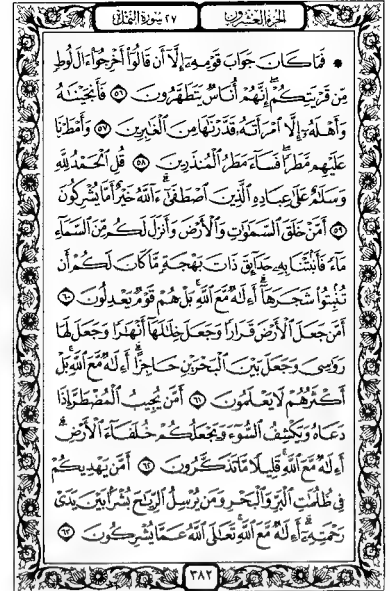 الجزء العشرون ٢٧ سورة النمل
۞ فَمَا كَانَ جَوَابَ قَوْمِهِۦٓ إِلَّآ أَن قَالُوٓا۟ أَخْرِجُوٓا۟ ءَالَ لُوطٍ
مِّن قَرْيَتِكُمْ ۖ إِنَّهُمْ أُنَاسٌ يَتَطَهَّرُونَ ٥٦ فَأَنجَيْنَـٰهُ
وَأَهْلَهُۥٓ إِلَّا ٱمْرَأَتَهُۥ قَدَّرْنَـٰهَا مِنَ ٱلْغَـٰبِرِينَ ٥٧ وَأَمْطَرْنَا
عَلَيْهِم مَّطَرًا ۖ فَسَآءَ مَطَرُ ٱلْمُنذَرِينَ ٥٨ قُلِ ٱلْحَمْدُ لِلَّهِ
وَسَلَـٰمٌ عَلَىٰ عِبَادِهِ ٱلَّذِينَ ٱصْطَفَىٰٓ ۗ ءَآللَّهُ خَيْرٌ أَمَّا يُشْرِكُونَ
٥٩ أَمَّنْ خَلَقَ ٱلسَّمَـٰوَٰتِ وَٱلْأَرْضَ وَأَنزَلَ لَكُم مِّنَ ٱلسَّمَآءِ
مَآءً فَأَنۢبَتْنَا بِهِۦ حَدَآئِقَ ذَاتَ بَهْجَةٍ مَّا كَانَ لَكُمْ أَن
تُنۢبِتُوا۟ شَجَرَهَآ ۗ أَءِلَـٰهٌ مَّعَ ٱللَّهِ ۚ بَلْ هُمْ قَوْمٌ يَعْدِلُونَ ٦٠
أَمَّن جَعَلَ ٱلْأَرْضَ قَرَارًا وَجَعَلَ خِلَـٰلَهَآ أَنْهَـٰرًا وَجَعَلَ لَهَا
رَوَٰسِىَ وَجَعَلَ بَيْنَ ٱلْبَحْرَيْنِ حَاجِزًا ۗ أَءِلَـٰهٌ مَّعَ ٱللَّهِ ۚ بَلْ
أَكْثَرُهُمْ لَا يَعْلَمُونَ ٦١ أَمَّن يُجِيبُ ٱلْمُضْطَرَّ إِذَا
دَعَاهُ وَيَكْشِفُ ٱلسُّوٓءَ وَيَجْعَلُكُمْ خُلَفَآءَ ٱلْأَرْضِ ۗ
أَءِلَـٰهٌ مَّعَ ٱللَّهِ ۚ قَلِيلًا مَّا تَذَكَّرُونَ ٦٢ أَمَّن يَهْدِيكُمْ
فِى ظُلُمَـٰتِ ٱلْبَرِّ وَٱلْبَحْرِ وَمَن يُرْسِلُ ٱلرِّيَـٰحَ بُشْرًۢا بَيْنَ يَدَىْ
رَحْمَتِهِۦٓ ۗ أَءِلَـٰهٌ مَّعَ ٱللَّهِ ۚ تَعَـٰلَى ٱللَّهُ عَمَّا يُشْرِكُونَ ٦٣
٣٨٢